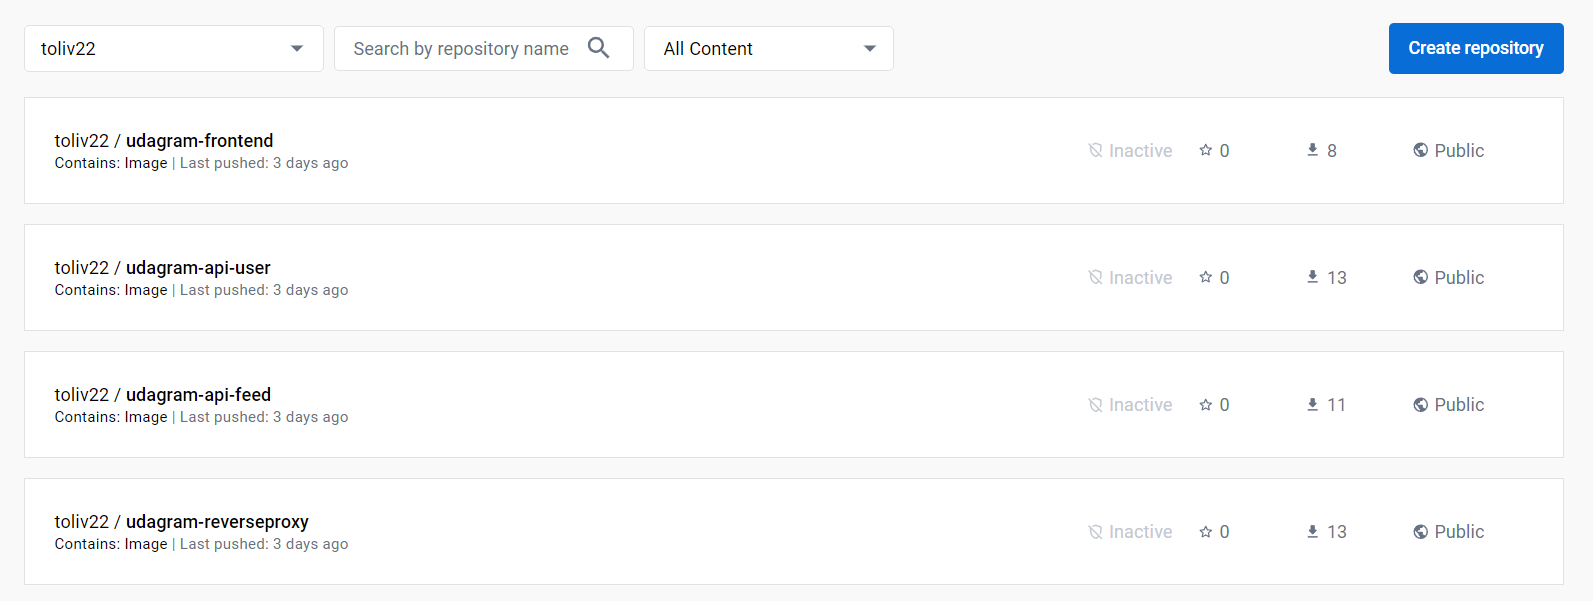 toliv22
Search by repository name
All Content
Create repository
toliv22 / udagram-frontend
Contains: Image | Last pushed: 3 days ago
Inactive 0 8 Public
toliv22 / udagram-api-user
Contains: Image | Last pushed: 3 days ago
Inactive 0 13 Public
toliv22 / udagram-api-feed
Contains: Image | Last pushed: 3 days ago
Inactive 0 11 Public
toliv22 / udagram-reverseproxy
Contains: Image | Last pushed: 3 days ago
Inactive 0 13 Public